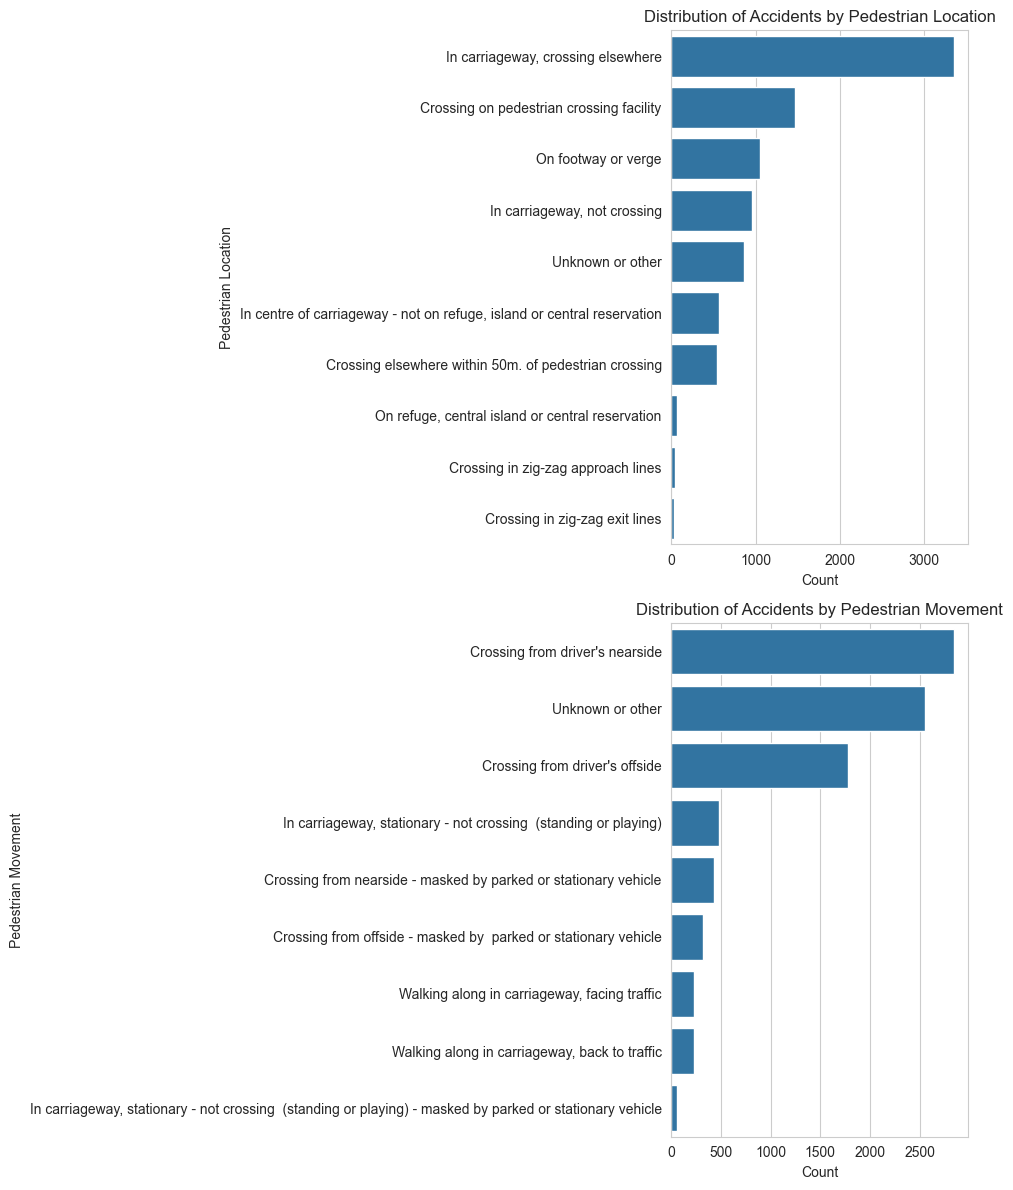 Distribution of Accidents by Pedestrian Location
Pedestrian Location
In carriageway, crossing elsewhere
Crossing on pedestrian crossing facility
On footway or verge
In carriageway, not crossing
Unknown or other
In centre of carriageway - not on refuge, island or central reservation
Crossing elsewhere within 50m. of pedestrian crossing
On refuge, central island or central reservation
Crossing in zig-zag approach lines
Crossing in zig-zag exit lines
0 1000 2000 3000
Count
Distribution of Accidents by Pedestrian Movement
Pedestrian Movement
Crossing from driver's nearside
Unknown or other
Crossing from driver's offside
In carriageway, stationary - not crossing  (standing or playing)
Crossing from nearside - masked by parked or stationary vehicle
Crossing from offside - masked by  parked or stationary vehicle
Walking along in carriageway, facing traffic
Walking along in carriageway, back to traffic
In carriageway, stationary - not crossing  (standing or playing) - masked by parked or stationary vehicle
0 500 1000 1500 2000 2500
Count